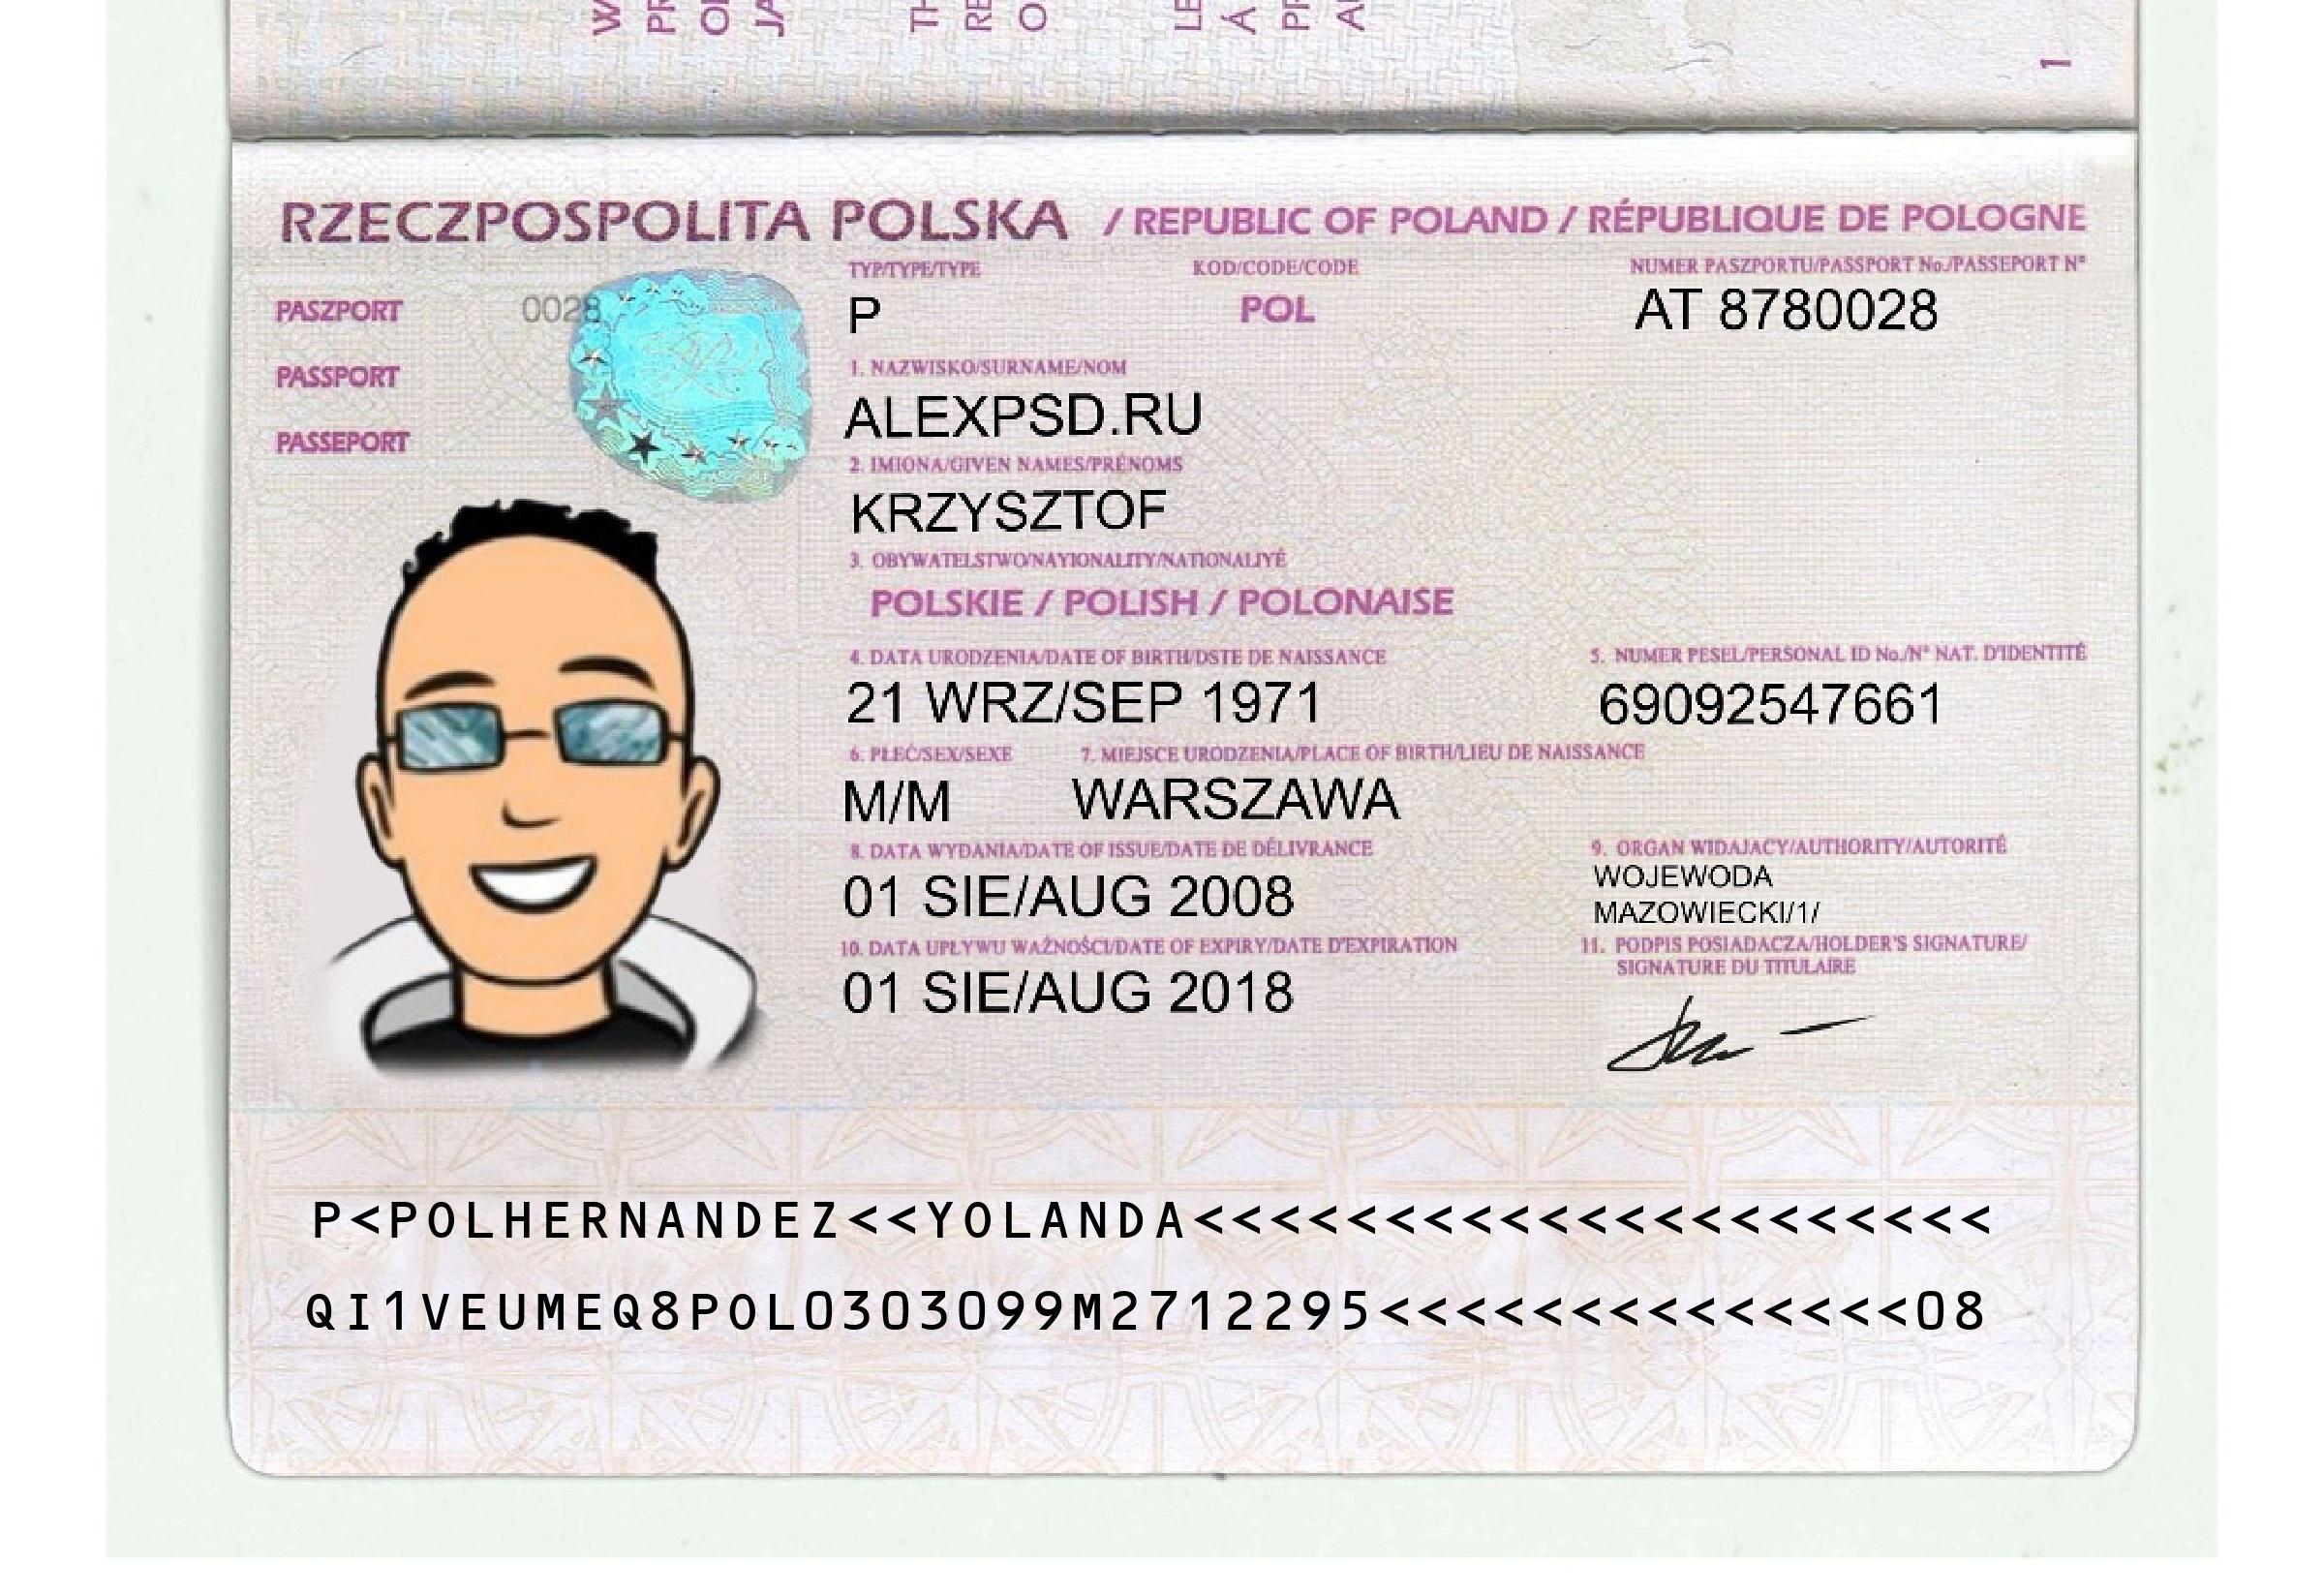 RZECZPOSPOLITA POLSKA / REPUBLIC OF POLAND / RÉPUBLIQUE DE POLOGNE
TYP/TYPE/TYPE KOD/CODE/CODE NUMER PASZPORTU/PASSPORT No./PASSEPORT N°
PASZPORT 0028 P POL AT 8780028
PASSPORT
PASSEPORT
1. NAZWISKO/SURNAME/NOM
ALEXPSD.RU
2. IMIONA/GIVEN NAMES/PRÉNOMS
KRZYSZTOF
3. OBYWATELSTWO/NAYIONALITY/NATIONALIYÉ
POLSKIE / POLISH / POLONAISE
4. DATA URODZENIA/DATE OF BIRTH/DSTE DE NAISSANCE 5. NUMER PESEL/PERSONAL ID No./N° NAT. D'IDENTITÉ
21 WRZ/SEP 1971 69092547661
6. PŁEĆ/SEX/SEXE 7. MIEJSCE URODZENIA/PLACE OF BIRTH/LIEU DE NAISSANCE
M/M WARSZAWA
8. DATA WYDANIA/DATE OF ISSUE/DATE DE DÉLIVRANCE 9. ORGAN WIDAJACY/AUTHORITY/AUTORITÉ
01 SIE/AUG 2008 WOJEWODA
MAZOWIECKI/1/
10. DATA UPŁYWU WAŻNOŚCI/DATE OF EXPIRY/DATE D'EXPIRATION 11. PODPIS POSIADACZA/HOLDER'S SIGNATURE/
SIGNATURE DU TITULAIRE
01 SIE/AUG 2018
P<POLHERNANDEZ<<YOLANDA<<<<<<<<<<<<<<<<<<<<<
QI1VEUMEQ8POL0303099M2712295<<<<<<<<<<<<<<08
1